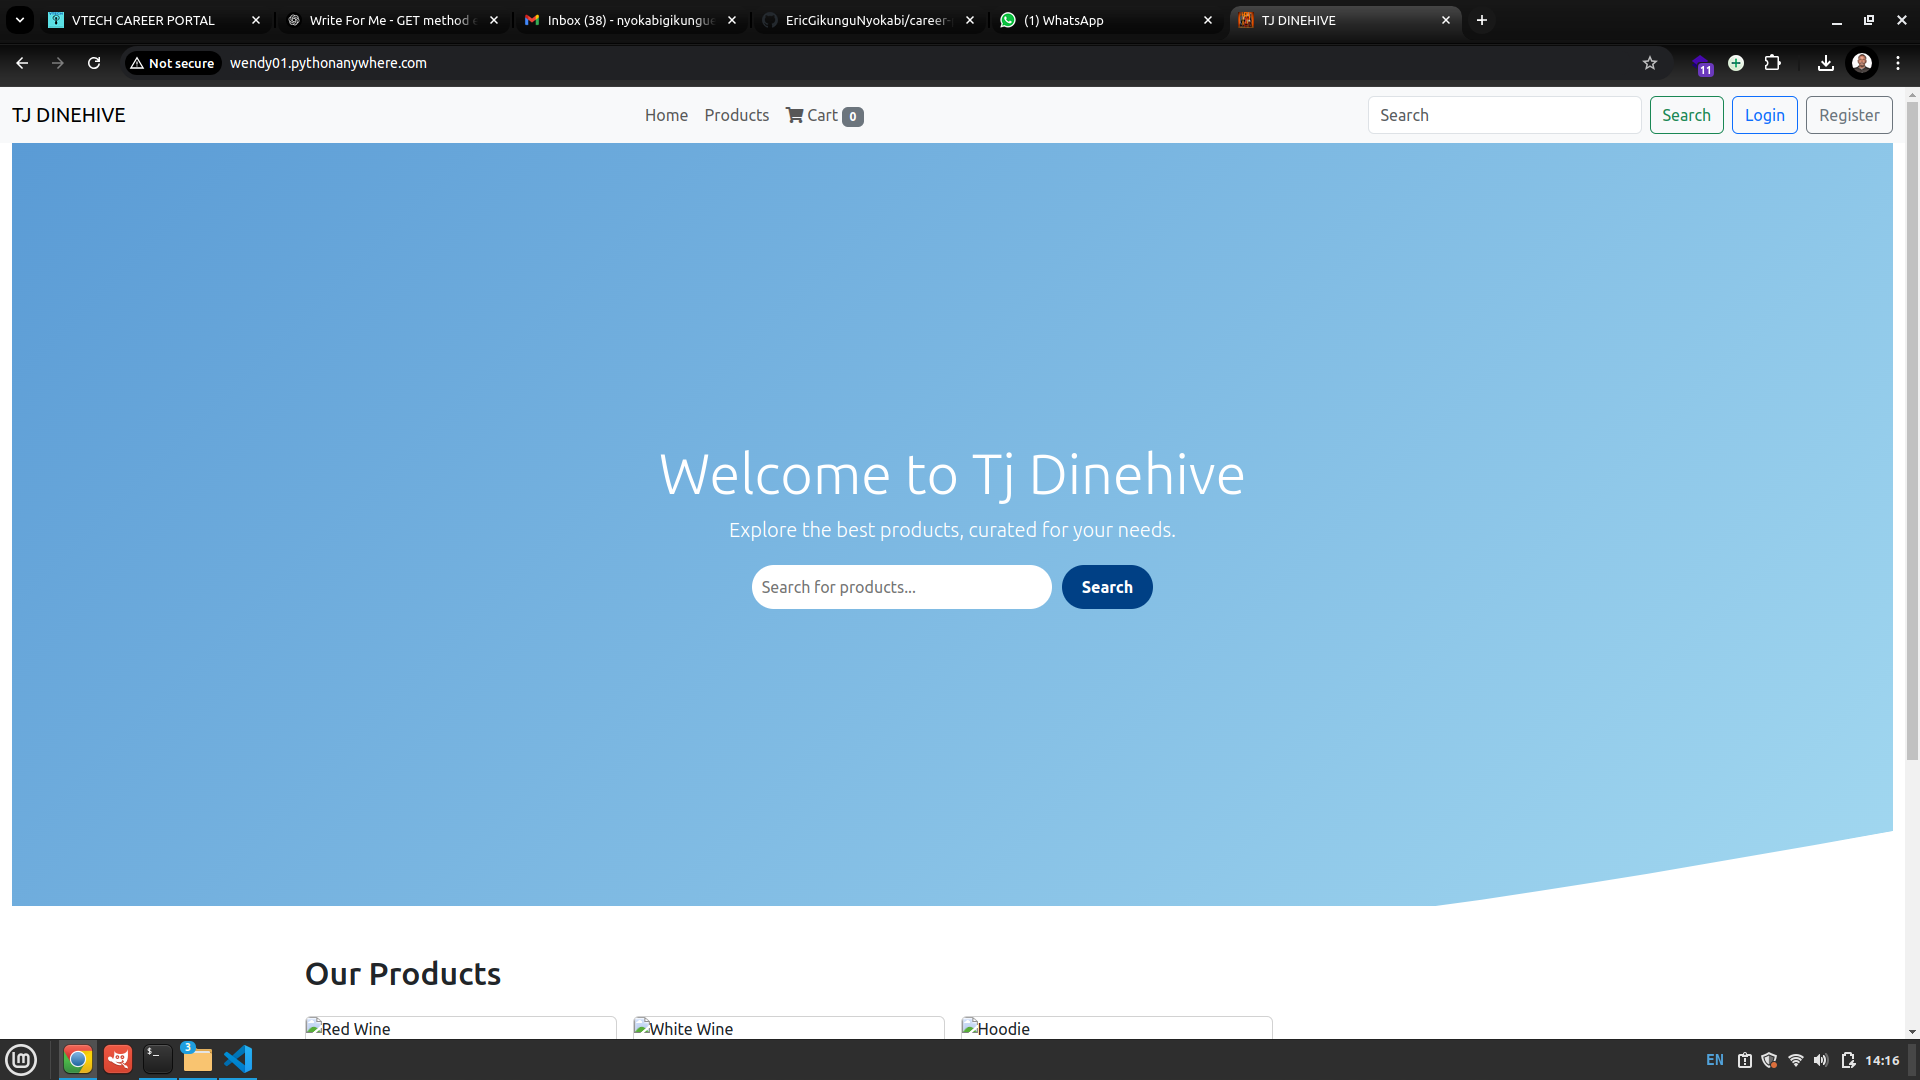 VTECH CAREER PORTAL
Write For Me - GET method
Inbox (38) - nyokabigikungu
EricGikunguNyokabi/career-
(1) WhatsApp
TJ DINEHIVE
Not secure
wendy01.pythonanywhere.com
11
TJ DINEHIVE
Home
Products
Cart 0
Search
Search
Login
Register
Welcome to Tj Dinehive
Explore the best products, curated for your needs.
Search for products...
Search
Our Products
Red Wine
White Wine
Hoodie
3
EN
14:16